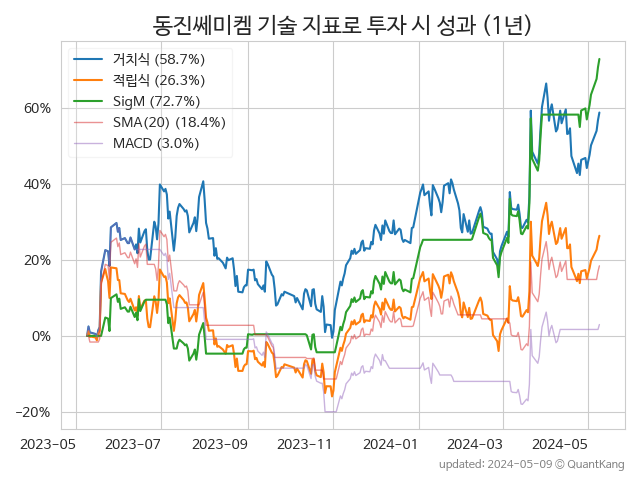 동진쎄미켐 기술 지표로 투자 시 성과 (1년)
거치식 (58.7%)
적립식 (26.3%)
SigM (72.7%)
SMA(20) (18.4%)
MACD (3.0%)
60%
40%
20%
0%
−20%
2023−05 2023−07 2023−09 2023−11 2024−01 2024−03 2024−05
updated: 2024-05-09 © QuantKang